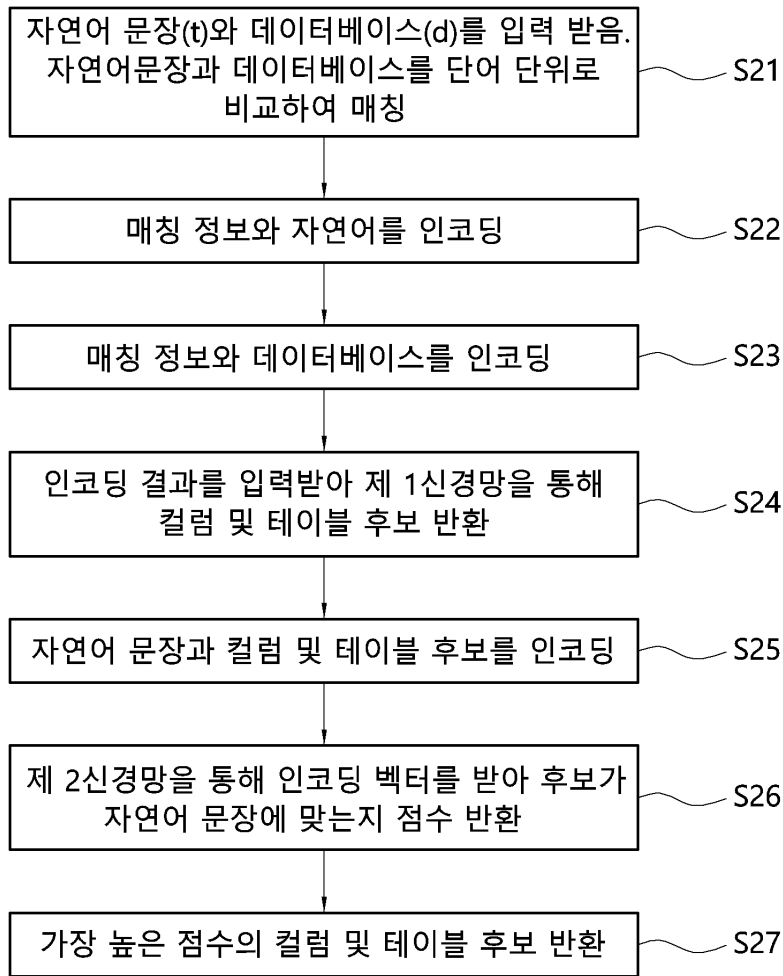 자연어 문장(t)와 데이터베이스(d)를 입력 받음.
자연어문장과 데이터베이스를 단어 단위로
비교하여 매칭
S21
매칭 정보와 자연어를 인코딩
S22
매칭 정보와 데이터베이스를 인코딩
S23
인코딩 결과를 입력받아 제 1신경망을 통해
컬럼 및 테이블 후보 반환
S24
자연어 문장과 컬럼 및 테이블 후보를 인코딩
S25
제 2신경망을 통해 인코딩 벡터를 받아 후보가
자연어 문장에 맞는지 점수 반환
S26
가장 높은 점수의 컬럼 및 테이블 후보 반환
S27